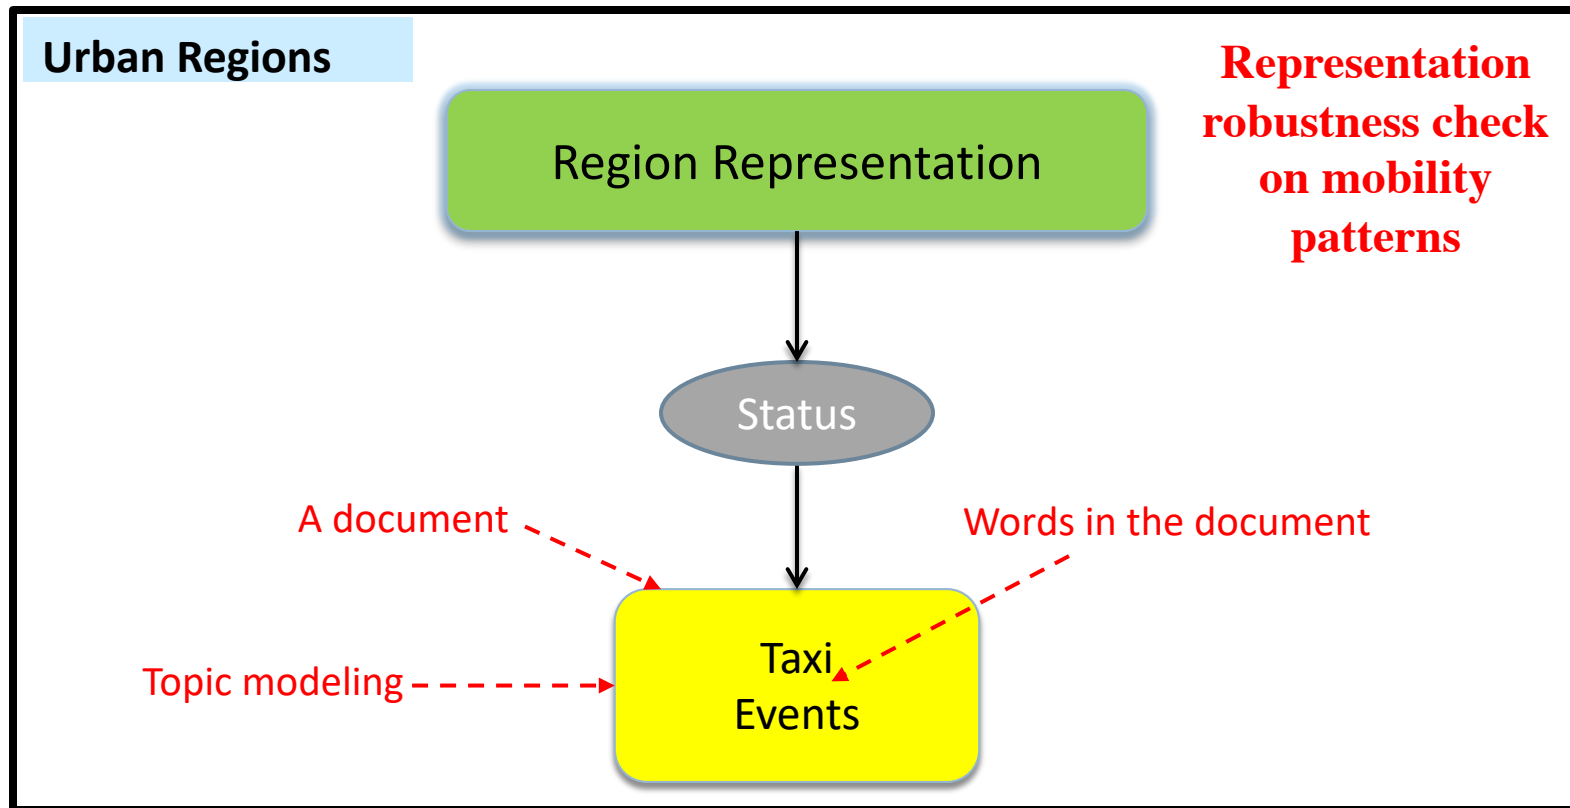 Urban Regions
Representation
robustness check
on mobility
patterns
Region Representation
Status
A document
Words in the document
Topic modeling
Taxi
Events